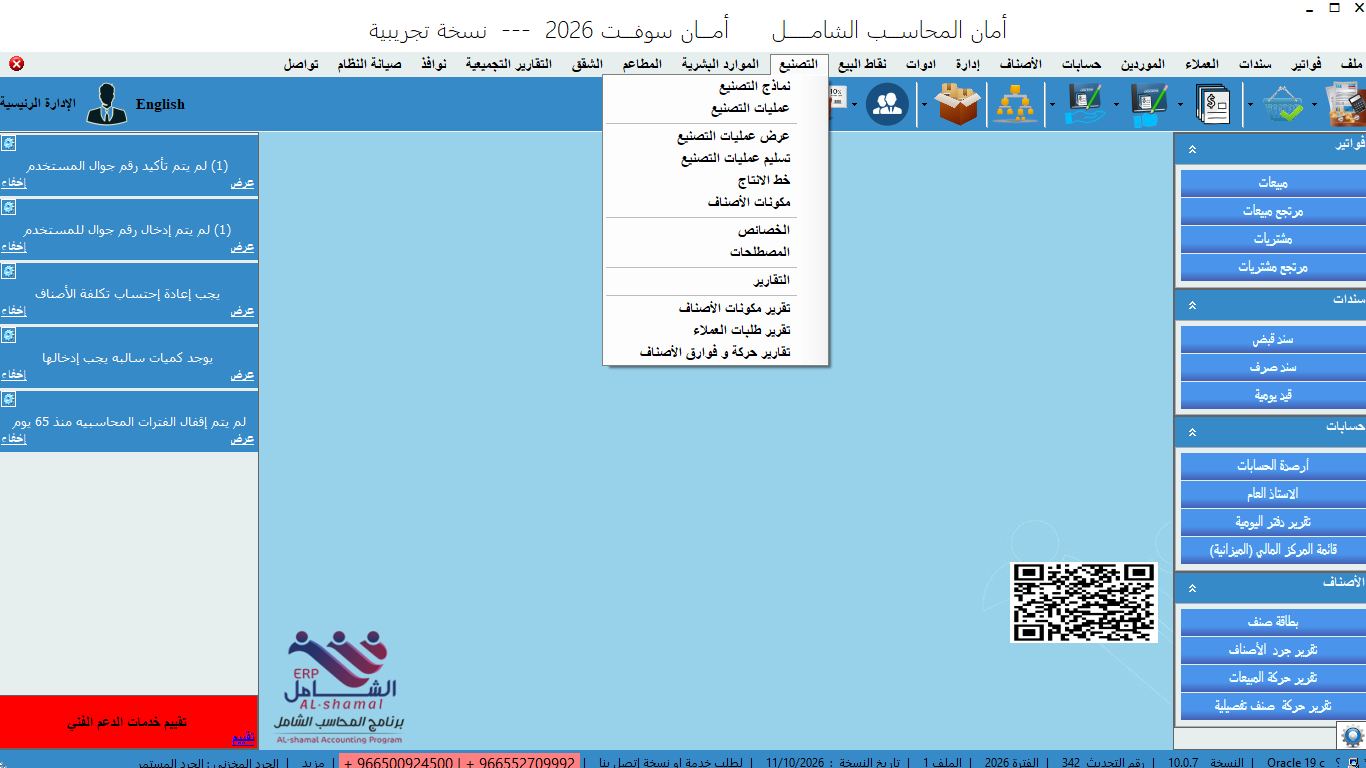 أمان المحاســب الشامـــــل أمــان سوفــت 2026 --- نسخة تجريبية
ملف فواتير سندات العملاء الموردين حسابات الأصناف إدارة ادوات نقاط البيع التصنيع الموارد البشرية المطاعم الشقق التقارير التجميعية نوافذ صيانة النظام تواصل
English
الإدارة الرئيسية
نماذج التصنيع
عمليات التصنيع
عرض عمليات التصنيع
تسليم عمليات التصنيع
خط الانتاج
مكونات الأصناف
الخصائص
المصطلحات
التقارير
تقرير مكونات الأصناف
تقرير طلبات العملاء
تقارير حركة و فوارق الأصناف
فواتير
مبيعات
مرتجع مبيعات
مشتريات
مرتجع مشتريات
سندات
سند قبض
سند صرف
قيد يومية
حسابات
أرصدة الحسابات
الاستاذ العام
تقرير دفتر اليومية
قائمة المركز المالي (الميزانية)
الأصناف
بطاقة صنف
تقرير جرد الأصناف
تقرير حركة المبيعات
تقرير حركة صنف تفصيلية
(1) لم يتم تأكيد رقم جوال المستخدم
عرض إخفاء
(1) لم يتم إدخال رقم جوال للمستخدم
عرض إخفاء
يجب إعادة إحتساب تكلفة الأصناف
عرض إخفاء
يوجد كميات سالبه يجب إدخالها
عرض إخفاء
لم يتم إقفال الفترات المحاسبيه منذ 65 يوم
عرض إخفاء
ERP
الشامل
AL-shamal
برنامج المحاسب الشامل
AL-shamal Accounting Program
تقييم خدمات الدعم الفني
تقييم
؟ Oracle 19 c | النسخة 10.0.7 | رقم التحديث 342 | الفترة 2026 | الملف 1 | تاريخ النسخة : 11/10/2026 | لطلب خدمة او نسخة إتصل بنا | + 966500924500 | + 966552709992 | مزيد | الجرد المخزني : الجرد المستمر